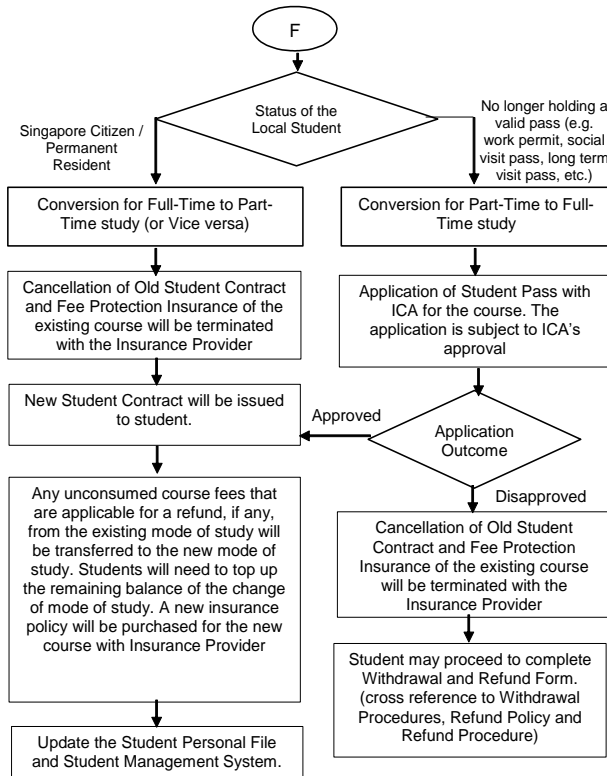 F
Status of the
Local Student
Singapore Citizen /
Permanent
Resident
No longer holding a
valid pass (e.g.
work permit, social
visit pass, long term
visit pass, etc.)
Conversion for Full-Time to Part-
Time study (or Vice versa)
Conversion for Part-Time to Full-
Time study
Cancellation of Old Student Contract
and Fee Protection Insurance of the
existing course will be terminated
with the Insurance Provider
Application of Student Pass with
ICA for the course. The
application is subject to ICA's
approval
New Student Contract will be issued
to student.
Approved
Application
Outcome
Disapproved
Any unconsumed course fees that
are applicable for a refund, if any,
from the existing mode of study will
be transferred to the new mode of
study. Students will need to top up
the remaining balance of the change
of mode of study. A new insurance
policy will be purchased for the new
course with Insurance Provider
Cancellation of Old Student
Contract and Fee Protection
Insurance of the existing course
will be terminated with the
Insurance Provider
Student may proceed to complete
Withdrawal and Refund Form.
(cross reference to Withdrawal
Procedures, Refund Policy and
Refund Procedure)
Update the Student Personal File
and Student Management System.